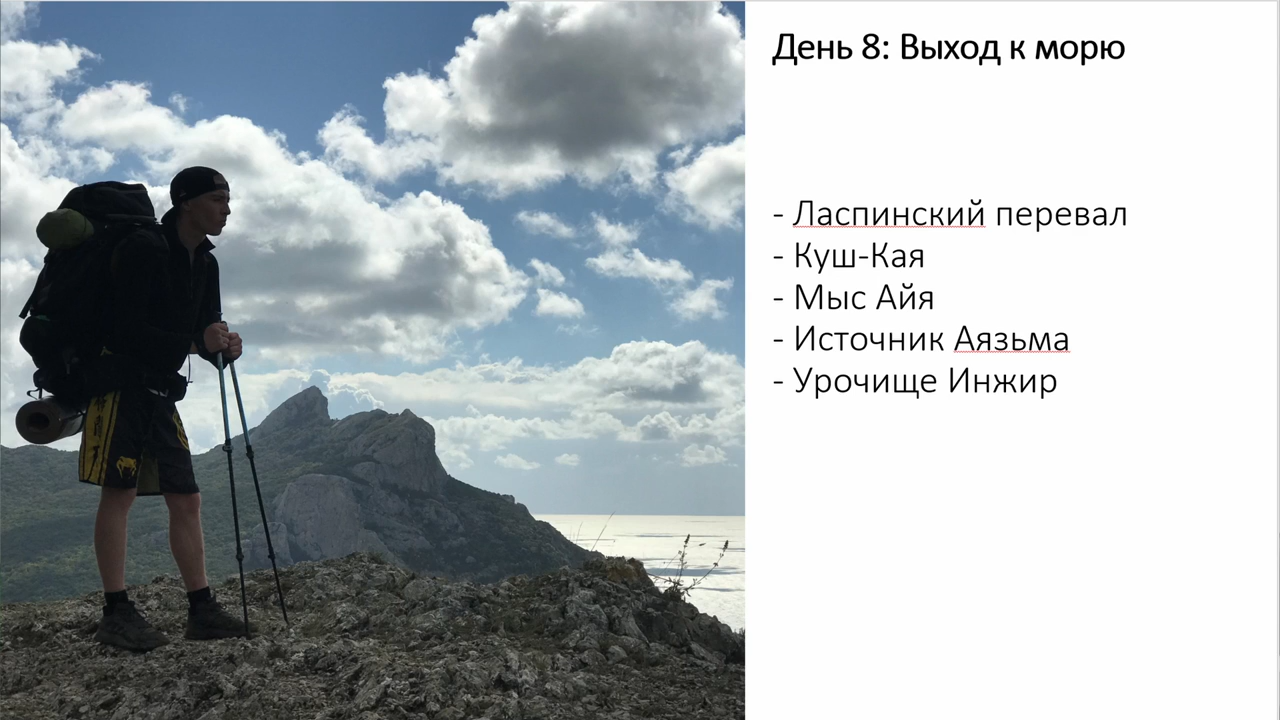 День 8: Выход к морю
- Ласпинский перевал
- Куш-Кая
- Мыс Айя
- Источник Аязьма
- Урочище Инжир